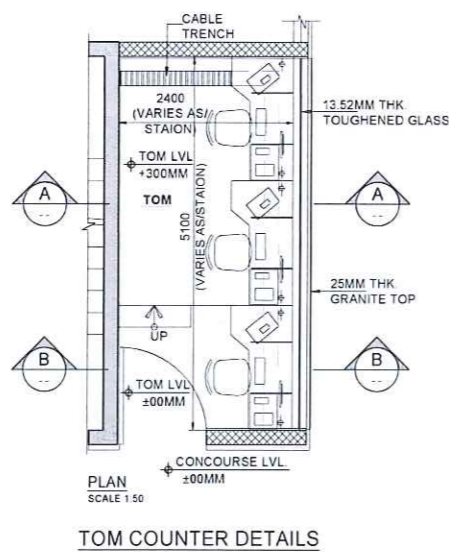 CABLE
TRENCH
2400
(VARIES AS/
STAION)
13.52MM THK.
TOUGHENED GLASS
TOM LVL
+300MM
A
--
TOM
A
--
5100
(VARIES AS/STAION)
25MM THK.
GRANITE TOP
UP
B
--
B
--
TOM LVL
±00MM
CONCOURSE LVL.
±00MM
PLAN
SCALE 1:50
TOM COUNTER DETAILS